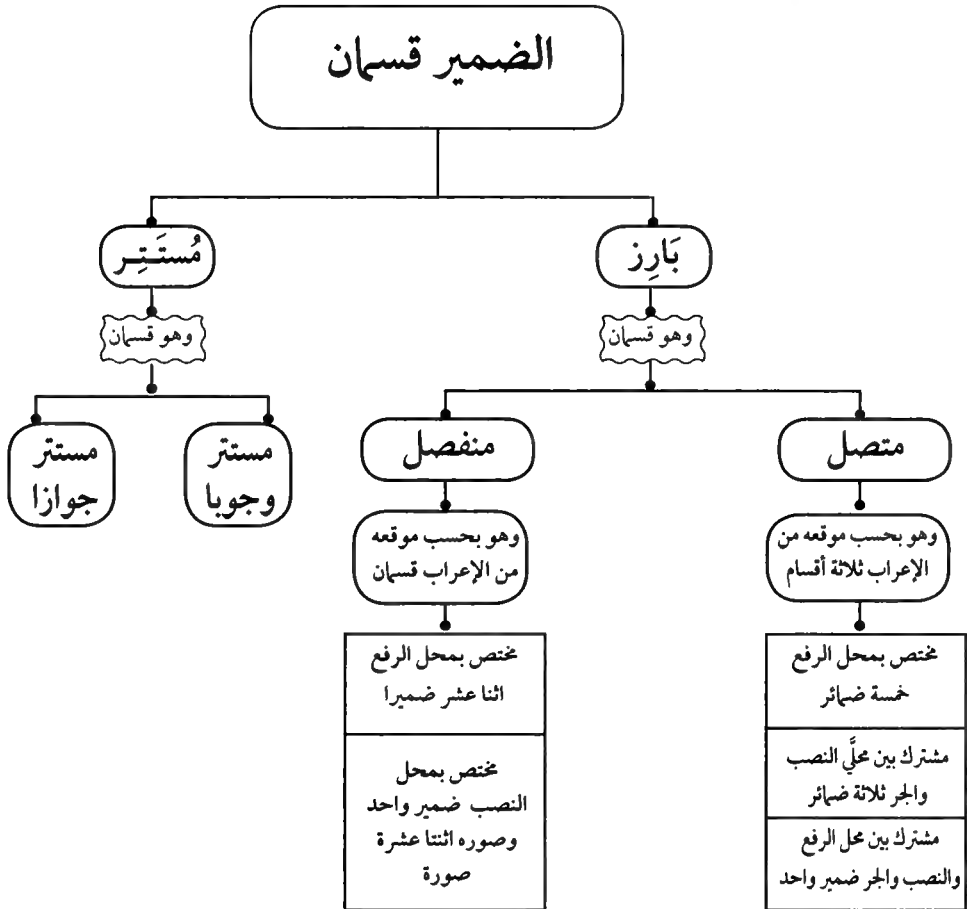 الضمير قسمان
بَارِز
مُستَتِر
وهو قسمان
وهو قسمان
متصل
منفصل
مستتر
وجوبا
مستتر
جوازا
وهو بحسب موقعه من
الإعراب ثلاثة أقسام
وهو بحسب موقعه
من الإعراب قسمان
مختص بمحل الرفع
خمسة ضمائر
مشترك بين محلَّي النصب
والجر ثلاثة ضمائر
مشترك بين محل الرفع
والنصب والجر ضمير واحد
مختص بمحل الرفع
اثنا عشر ضميرا
مختص بمحل
النصب ضمير واحد
وصوره اثنتا عشرة
صورة